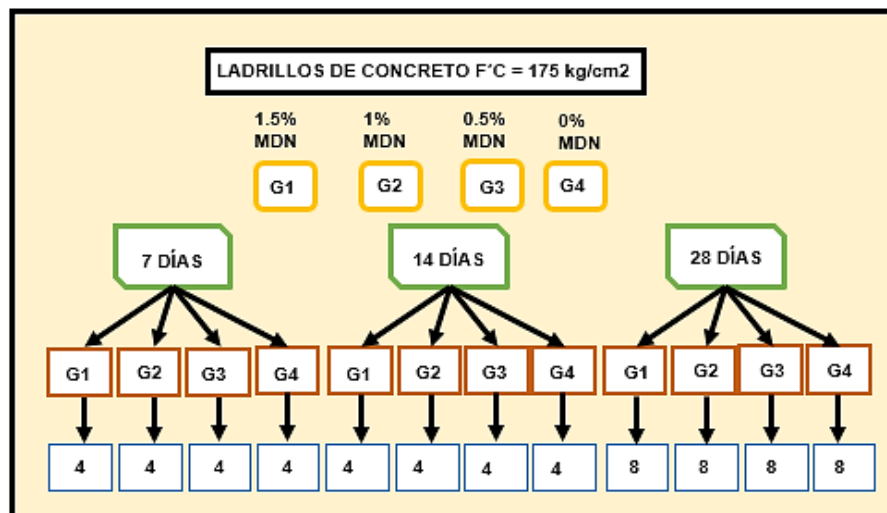 LADRILLOS DE CONCRETO F´C = 175 kg/cm2
1.5% MDN
1% MDN
0.5% MDN
0% MDN
G1
G2
G3
G4
7 DÍAS
14 DÍAS
28 DÍAS
G1
G2
G3
G4
G1
G2
G3
G4
G1
G2
G3
G4
4
4
4
4
4
4
4
4
8
8
8
8